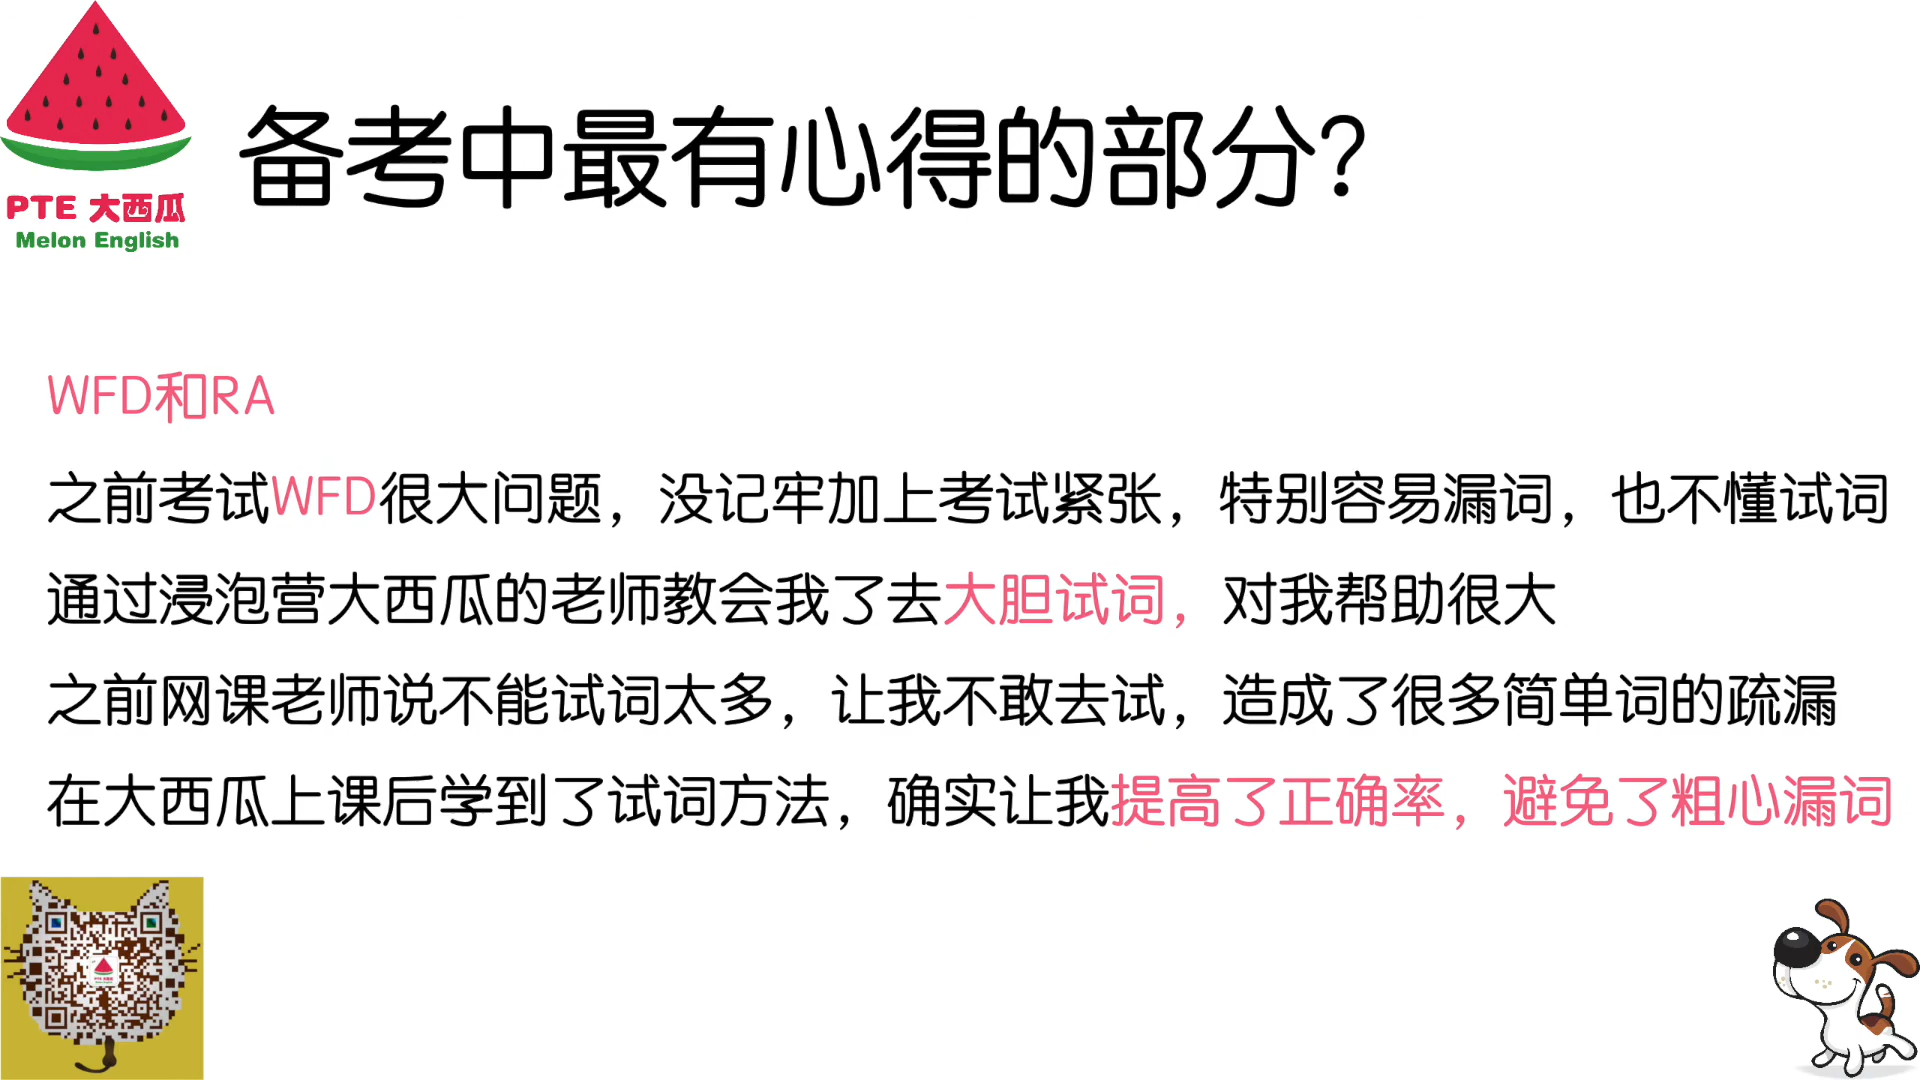 PTE 大西瓜
Melon English
备考中最有心得的部分？
WFD和RA
之前考试WFD很大问题，没记牢加上考试紧张，特别容易漏词，也不懂试词
通过浸泡营大西瓜的老师教会我了去大胆试词，对我帮助很大
之前网课老师说不能试词太多，让我不敢去试，造成了很多简单词的疏漏
在大西瓜上课后学到了试词方法，确实让我提高了正确率，避免了粗心漏词